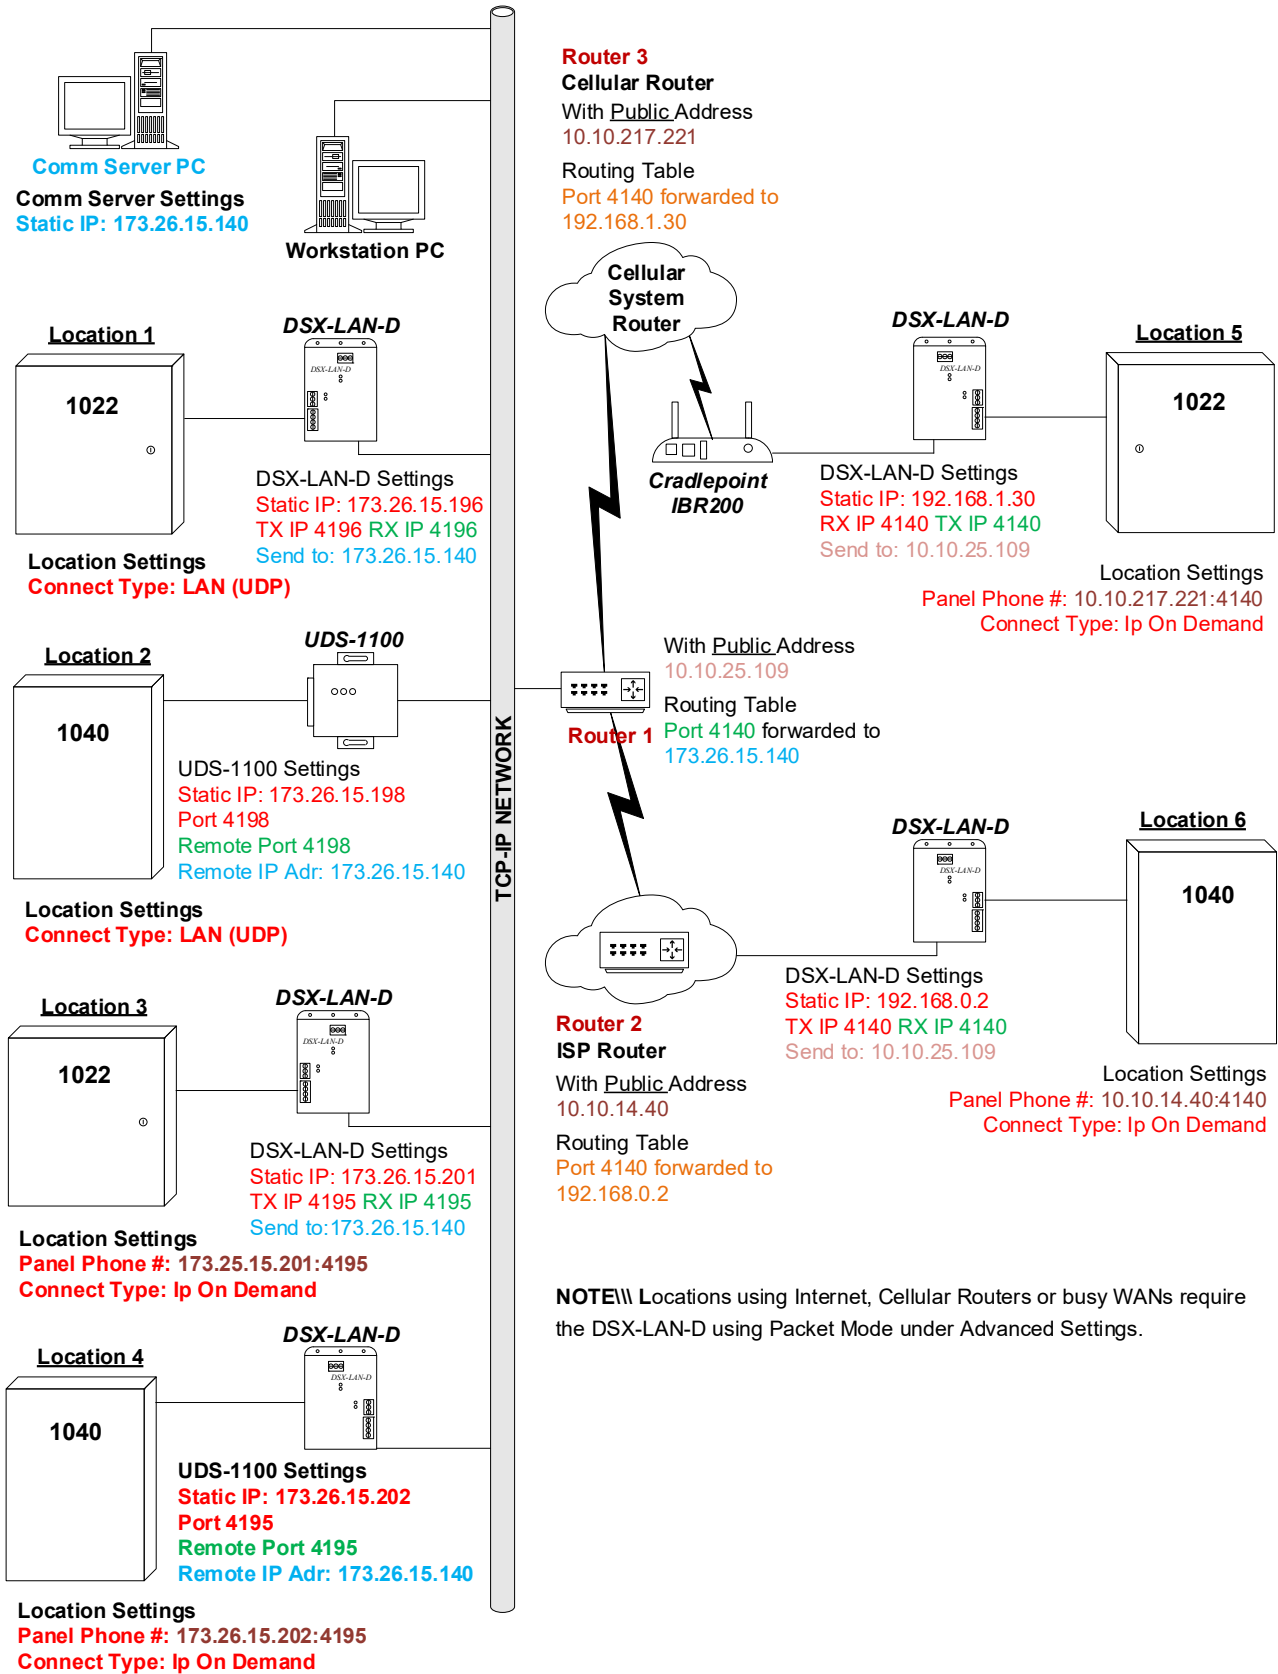 Comm Server PC
Comm Server Settings
Static IP: 173.26.15.140
Workstation PC
Location 1
1022
DSX-LAN-D
DSX-LAN-D
DSX-LAN-D Settings
Static IP: 173.26.15.196
TX IP 4196 RX IP 4196
Send to: 173.26.15.140
Location Settings
Connect Type: LAN (UDP)
Location 2
1040
UDS-1100
UDS-1100 Settings
Static IP: 173.26.15.198
Port 4198
Remote Port 4198
Remote IP Adr: 173.26.15.140
Location Settings
Connect Type: LAN (UDP)
Location 3
1022
DSX-LAN-D
DSX-LAN-D
DSX-LAN-D Settings
Static IP: 173.26.15.201
TX IP 4195 RX IP 4195
Send to:173.26.15.140
Location Settings
Panel Phone #: 173.25.15.201:4195
Connect Type: Ip On Demand
Location 4
1040
DSX-LAN-D
DSX-LAN-D
UDS-1100 Settings
Static IP: 173.26.15.202
Port 4195
Remote Port 4195
Remote IP Adr: 173.26.15.140
Location Settings
Panel Phone #: 173.26.15.202:4195
Connect Type: Ip On Demand
TCP-IP NETWORK
Router 3
Cellular Router
With Public Address
10.10.217.221
Routing Table
Port 4140 forwarded to
192.168.1.30
Cellular
System
Router
Cradlepoint
IBR200
DSX-LAN-D
DSX-LAN-D
Location 5
1022
DSX-LAN-D Settings
Static IP: 192.168.1.30
RX IP 4140 TX IP 4140
Send to: 10.10.25.109
Location Settings
Panel Phone #: 10.10.217.221:4140
Connect Type: Ip On Demand
With Public Address
10.10.25.109
Routing Table
Port 4140 forwarded to
173.26.15.140
Router 1
DSX-LAN-D
DSX-LAN-D
Location 6
1040
DSX-LAN-D Settings
Static IP: 192.168.0.2
TX IP 4140 RX IP 4140
Send to: 10.10.25.109
Location Settings
Panel Phone #: 10.10.14.40:4140
Connect Type: Ip On Demand
Router 2
ISP Router
With Public Address
10.10.14.40
Routing Table
Port 4140 forwarded to
192.168.0.2
NOTE\\\ Locations using Internet, Cellular Routers or busy WANs require
the DSX-LAN-D using Packet Mode under Advanced Settings.